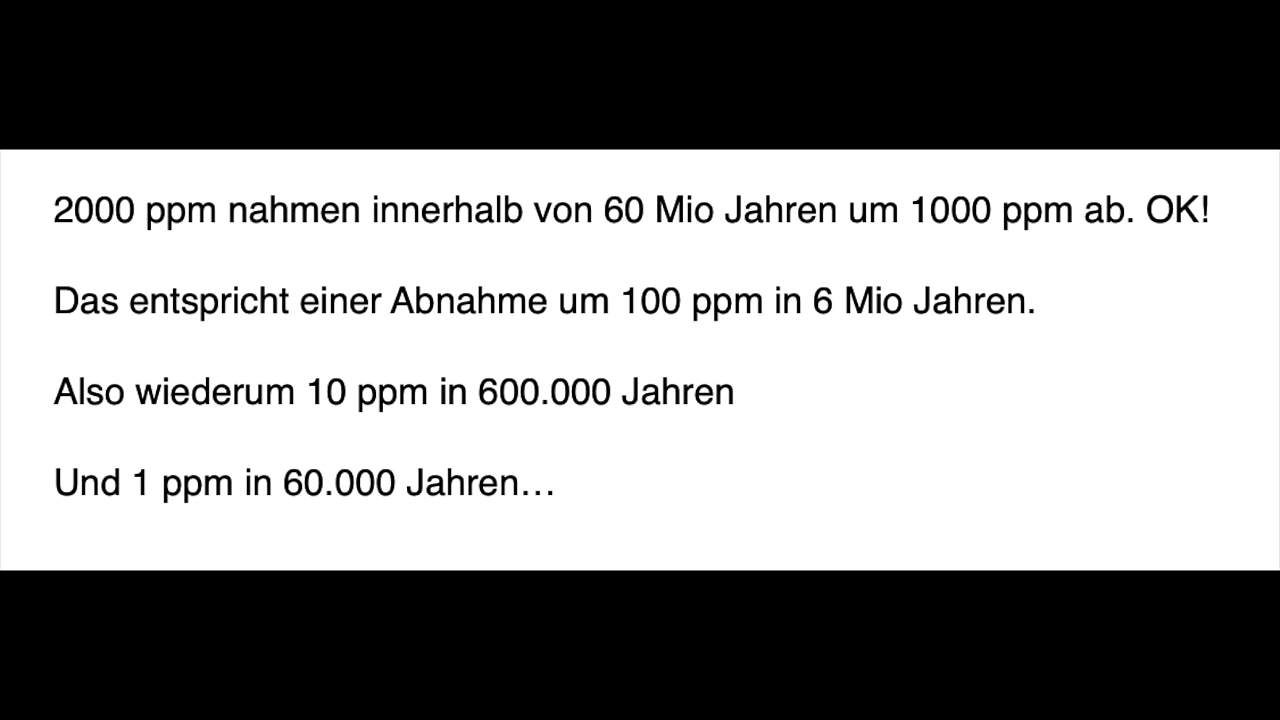 2000 ppm nahmen innerhalb von 60 Mio Jahren um 1000 ppm ab. OK!
Das entspricht einer Abnahme um 100 ppm in 6 Mio Jahren.
Also wiederum 10 ppm in 600.000 Jahren
Und 1 ppm in 60.000 Jahren…